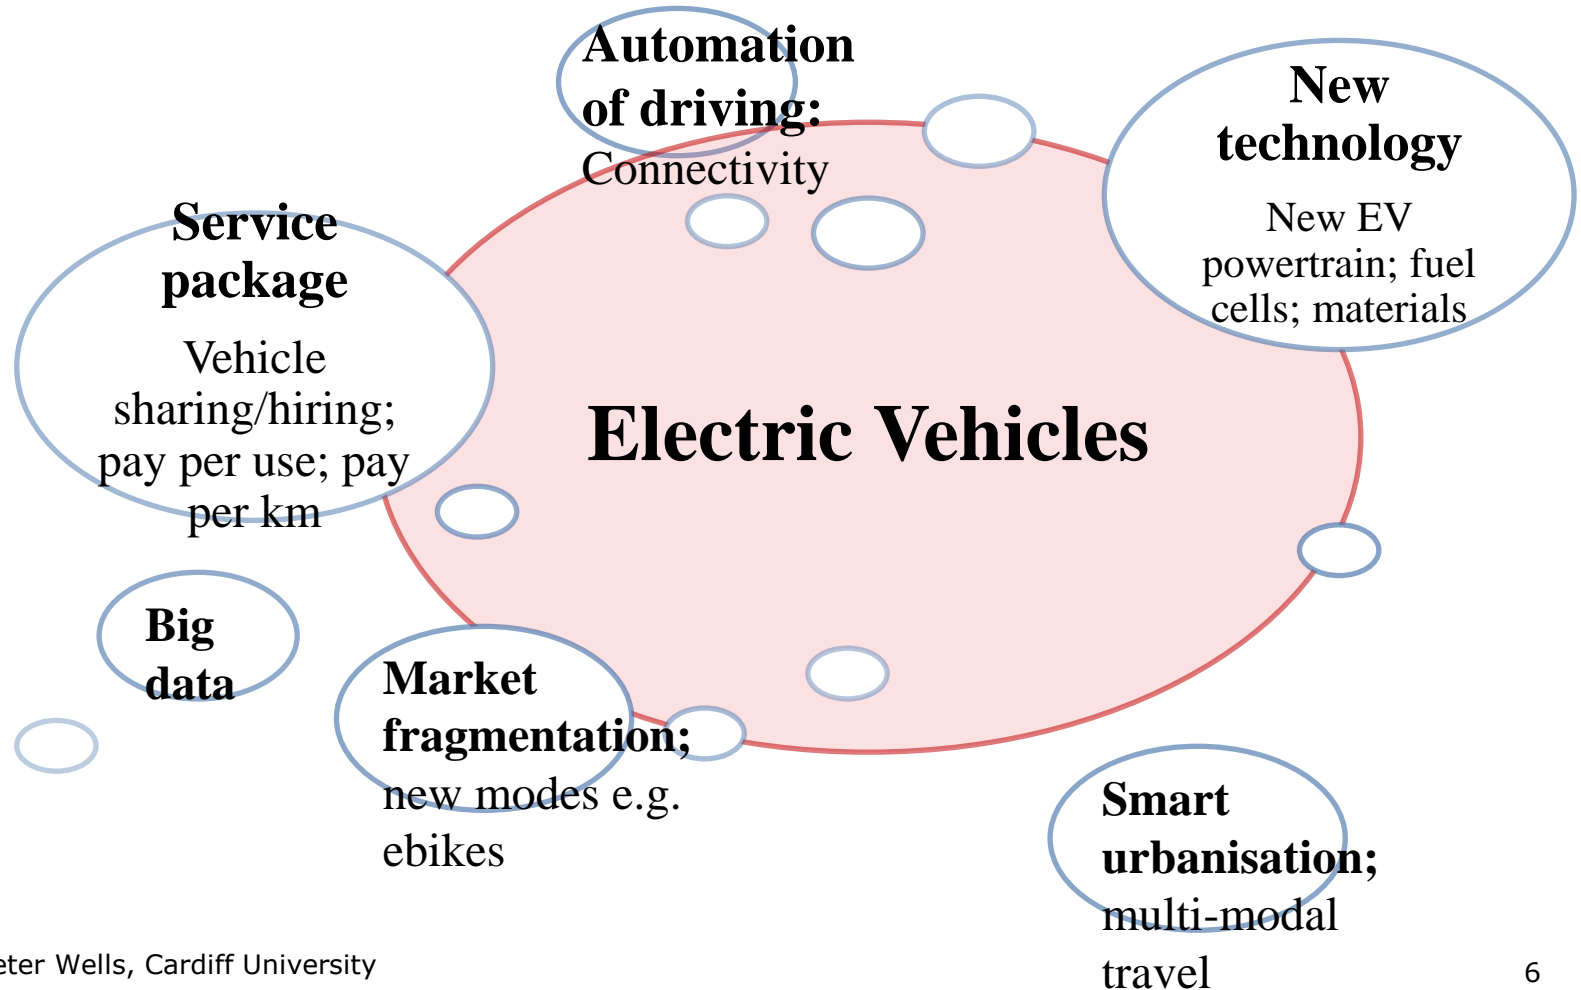 Automation
of driving:
Connectivity
New
technology
New EV
powertrain; fuel
cells; materials
Service
package
Vehicle
sharing/hiring;
pay per use; pay
per km
Electric Vehicles
Big
data
Market
fragmentation;
new modes e.g.
ebikes
Smart
urbanisation;
multi-modal
travel
eter Wells, Cardiff University
6